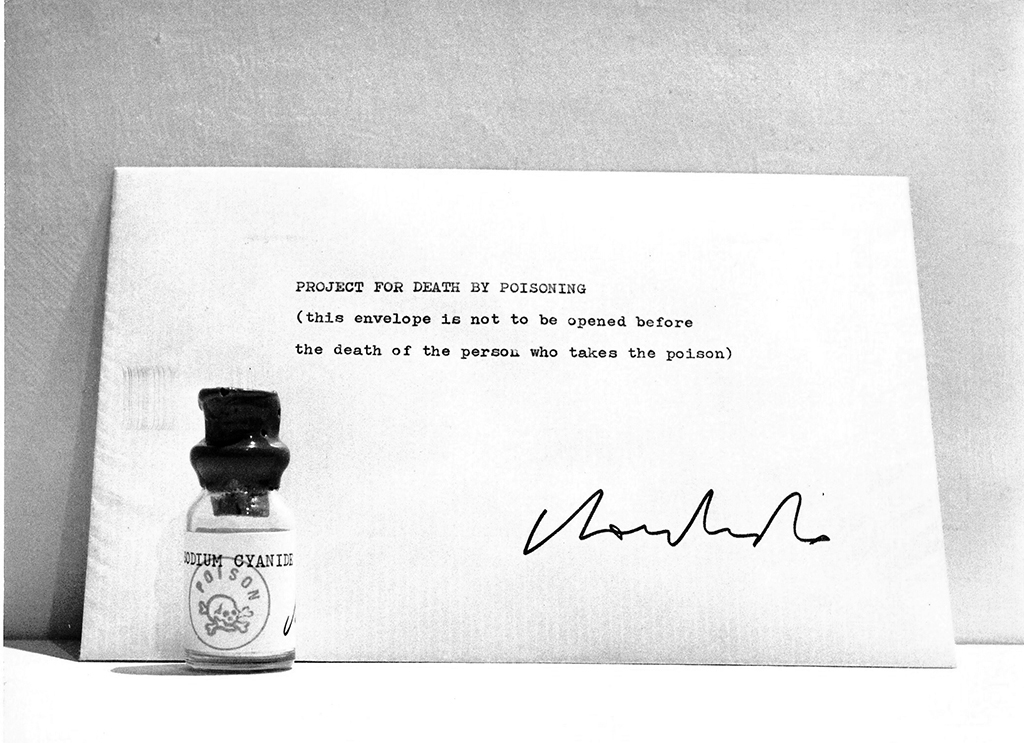 PROJECT FOR DEATH BY POISONING
(this envelope is not to be opened before
the death of the person who takes the poison)
SODIUM CYANIDE
POISON